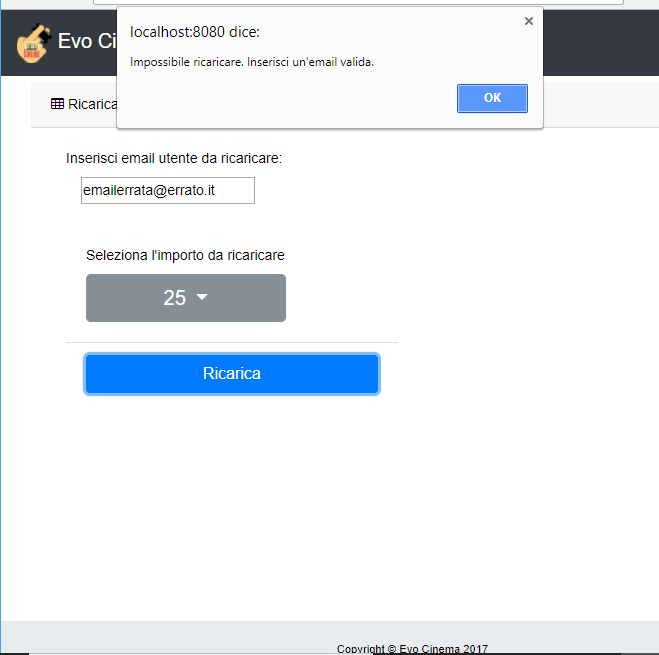 localhost:8080 dice:
Impossibile ricaricare. Inserisci un'email valida.
OK
Evo Ci
Ricarica
Inserisci email utente da ricaricare:
emailerrata@errato.it
Seleziona l'importo da ricaricare
25
Ricarica
Copyright © Evo Cinema 2017